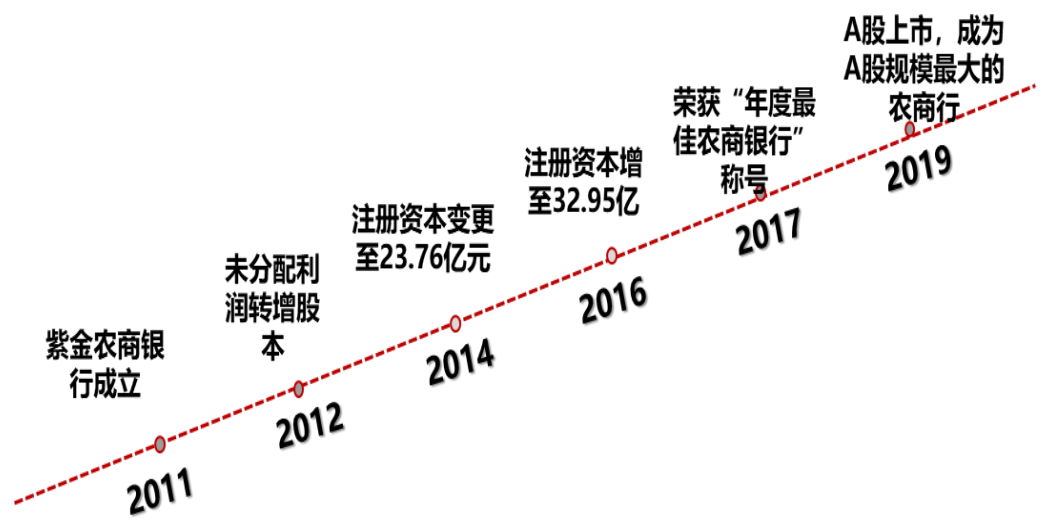 紫金农商银
行成立
2011
未分配利
润转增股
本
2012
注册资本变更
至23.76亿元
2014
注册资本增
至32.95亿
2016
荣获“年度最
佳农商银行”
称号
2017
A股上市，成为
A股规模最大的
农商行
2019